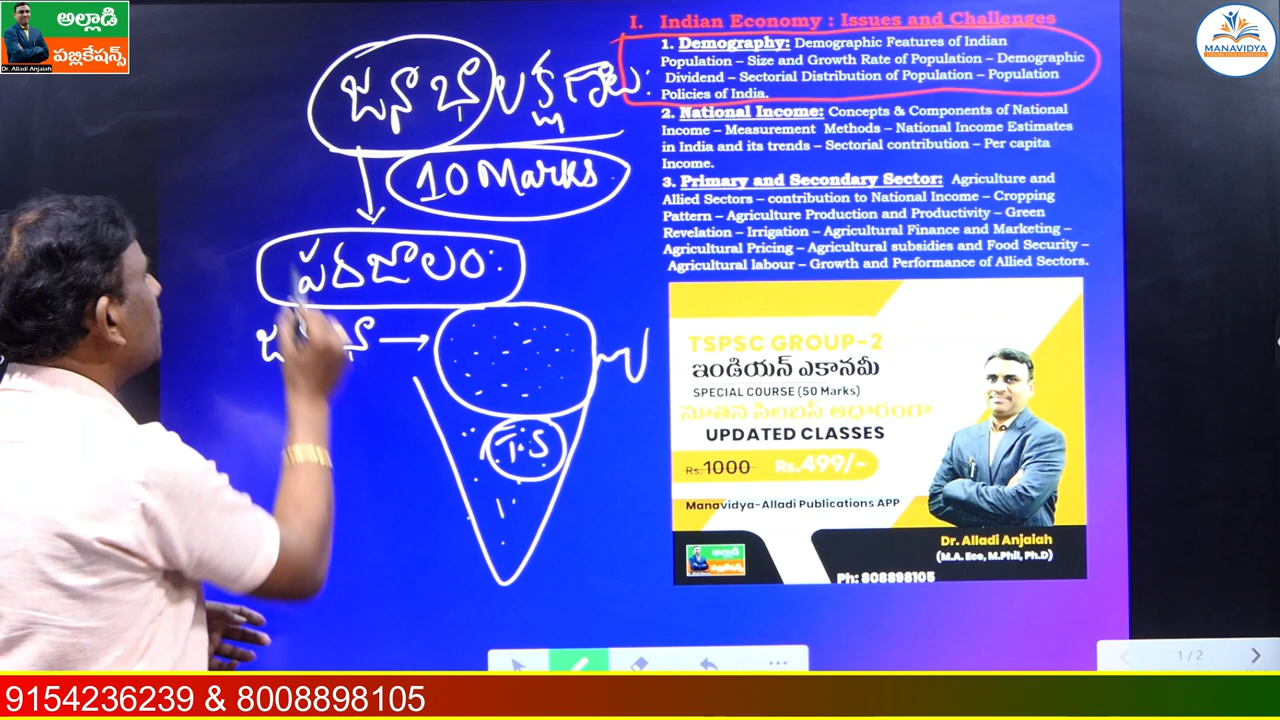 అల్లాడి
పబ్లికేషన్స్
Dr. Alladi Anjaiah
MANAVIDYA
I. Indian Economy : Issues and Challenges
1. Demography: Demographic Features of Indian
Population – Size and Growth Rate of Population – Demographic
Dividend – Sectorial Distribution of Population – Population
Policies of India.
2. National Income: Concepts & Components of National
Income – Measurement Methods – National Income Estimates
in India and its trends – Sectorial contribution – Per capita
Income.
3. Primary and Secondary Sector: Agriculture and
Allied Sectors – contribution to National Income – Cropping
Pattern – Agriculture Production and Productivity – Green
Revelation – Irrigation – Agricultural Finance and Marketing –
Agricultural Pricing – Agricultural subsidies and Food Security –
Agricultural labour – Growth and Performance of Allied Sectors.
జనాభా లక్షణాలు:
10 Marks
T.S
TSPSC GROUP-2
ఇండియన్ ఎకానమీ
SPECIAL COURSE (50 Marks)
నూతన సిలబస్ ఆధారంగా
UPDATED CLASSES
Rs.1000 Rs.499/-
Manavidya-Alladi Publications APP
అల్లాడి
పబ్లికేషన్స్
Dr. Alladi Anjaiah
(M.A. Eco, M.Phil, Ph.D)
Ph: 808898105
1 / 2
9154236239 & 8008898105